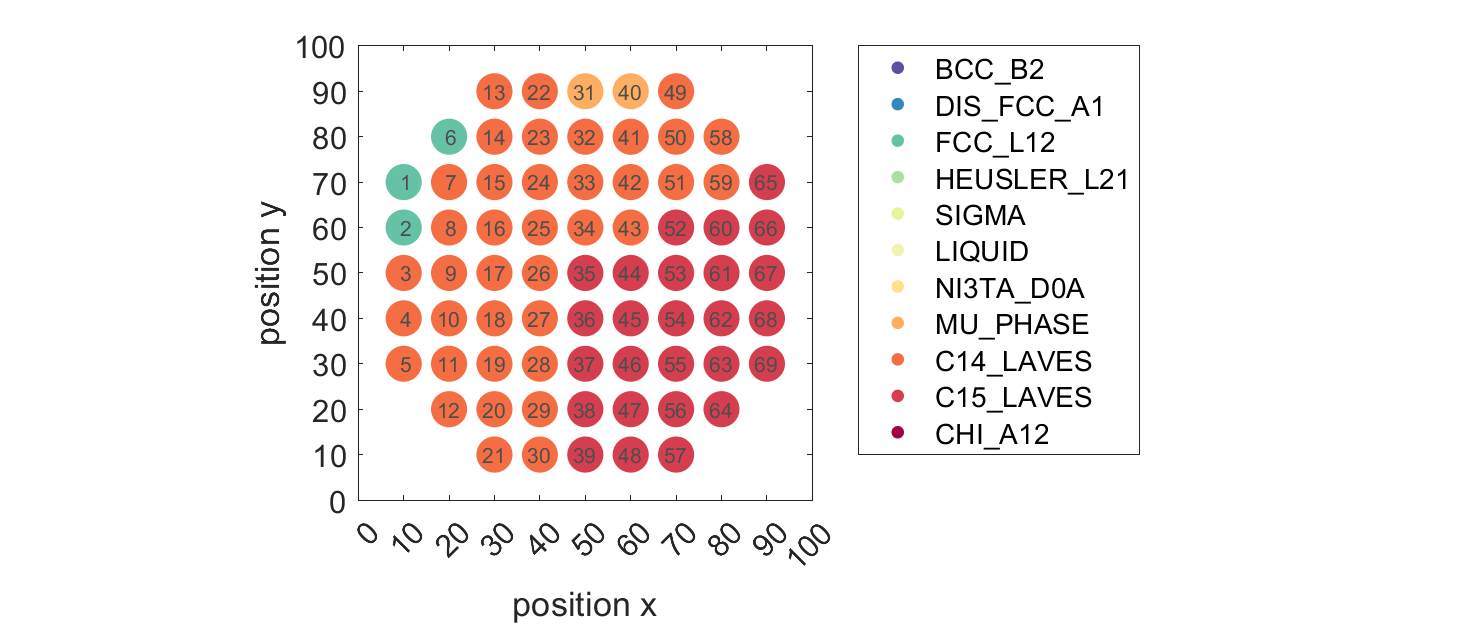 100
90
80
70
60
50
40
30
20
10
0
13 22 31 40 49
6 14 23 32 41 50 58
1 7 15 24 33 42 51 59 65
2 8 16 25 34 43 52 60 66
3 9 17 26 35 44 53 61 67
4 10 18 27 36 45 54 62 68
5 11 19 28 37 46 55 63 69
12 20 29 38 47 56 64
21 30 39 48 57
0 10 20 30 40 50 60 70 80 90 100
position x
position y
BCC_B2
DIS_FCC_A1
FCC_L12
HEUSLER_L21
SIGMA
LIQUID
NI3TA_D0A
MU_PHASE
C14_LAVES
C15_LAVES
CHI_A12